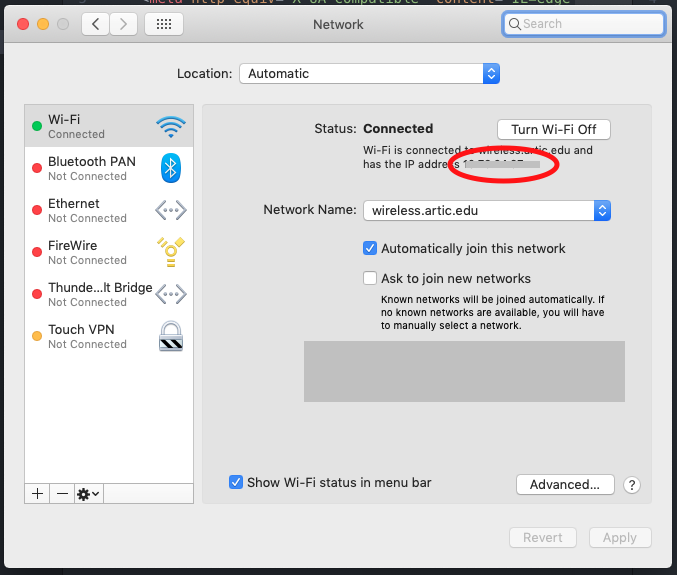 <meta http-equiv="X-UA-Compatible" content="IE=edge"
Network
Search
Location: Automatic
Wi-Fi
Connected
Bluetooth PAN
Not Connected
Ethernet
Not Connected
FireWire
Not Connected
Thunde...lt Bridge
Not Connected
Touch VPN
Not Connected
Status: Connected
Turn Wi-Fi Off
Wi-Fi is connected to wireless.artic.edu and
has the IP address
Network Name: wireless.artic.edu
Automatically join this network
Ask to join new networks
Known networks will be joined automatically. If
no known networks are available, you will have
to manually select a network.
Show Wi-Fi status in menu bar
Advanced...
?
Revert
Apply